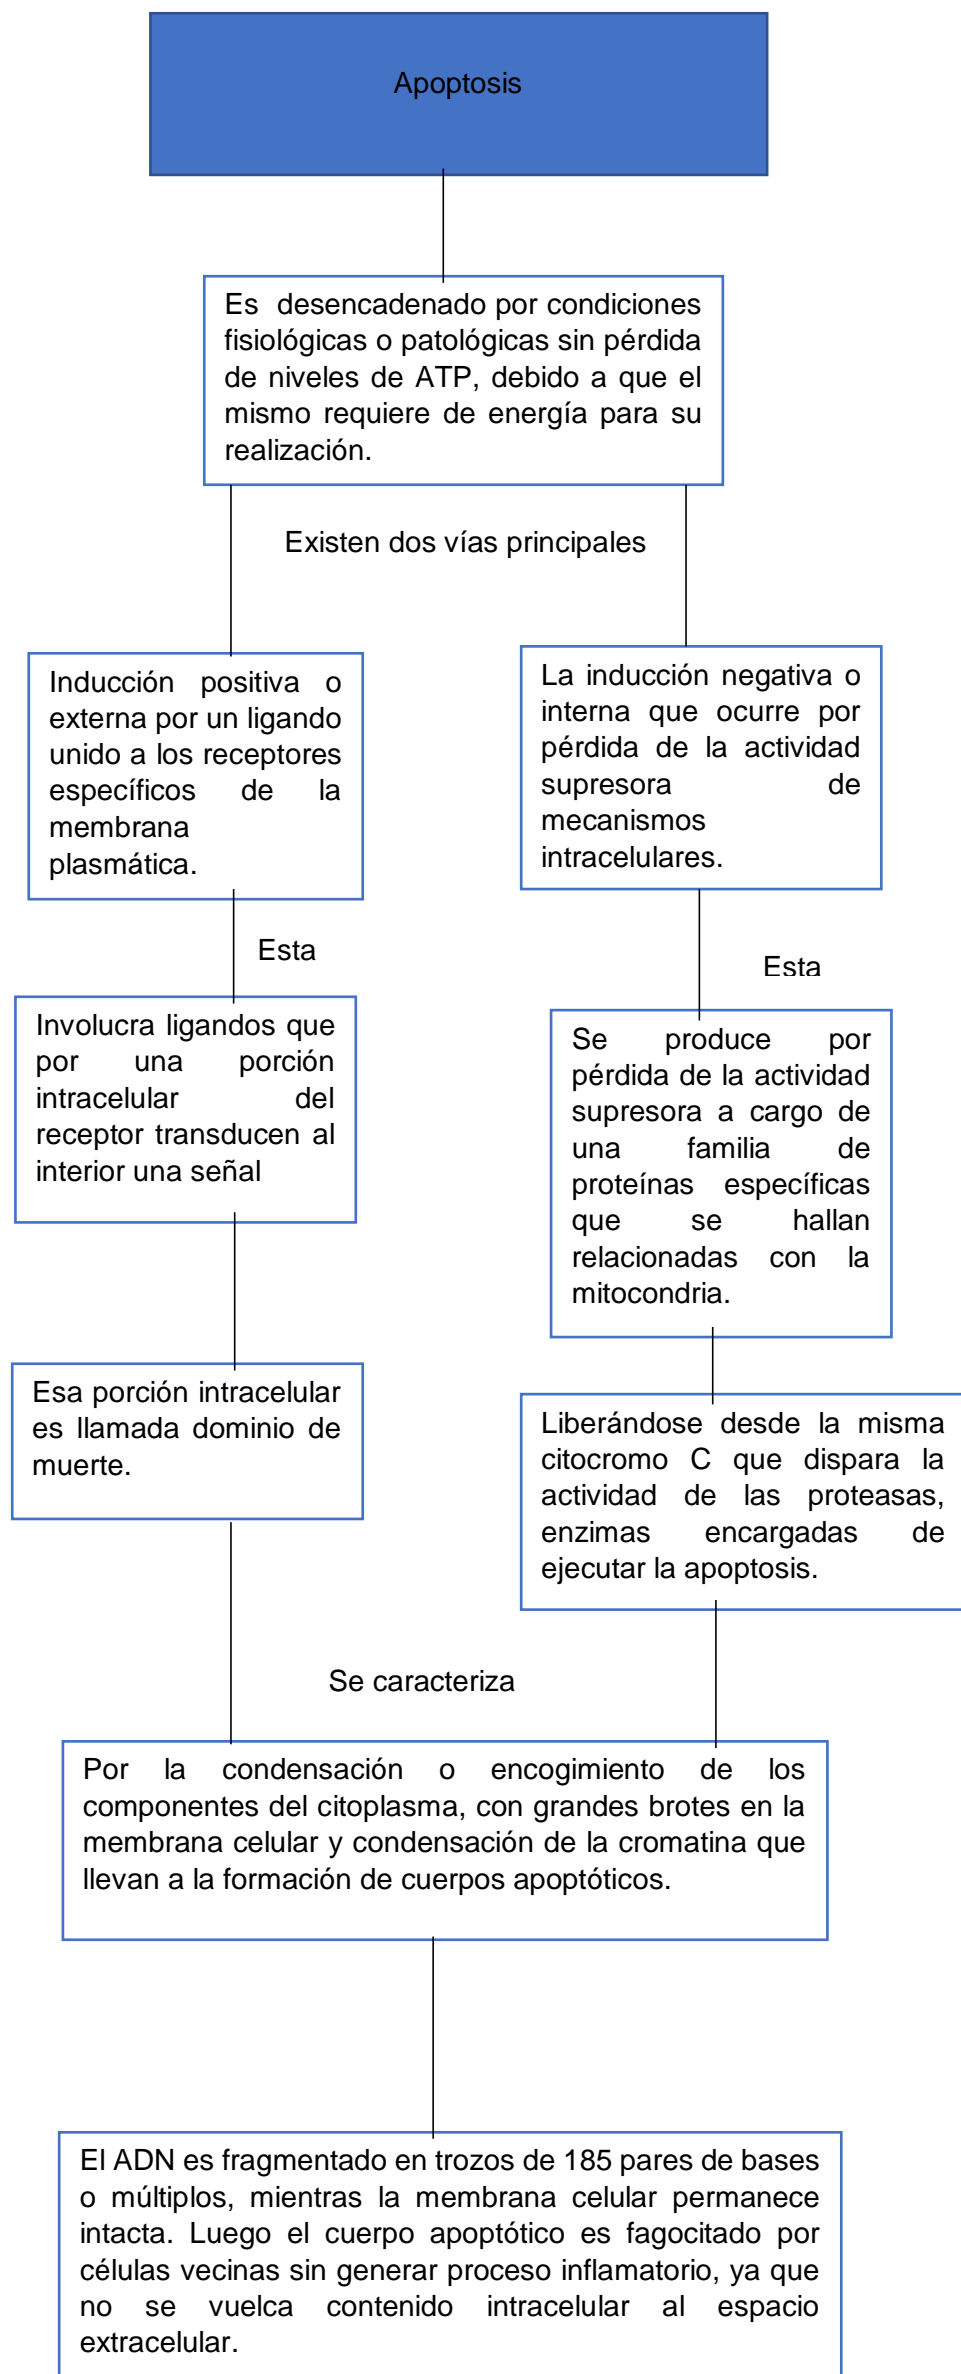 Apoptosis
Es desencadenado por condiciones
fisiológicas o patológicas sin pérdida
de niveles de ATP, debido a que el
mismo requiere de energía para su
realización.
Existen dos vías principales
Inducción positiva o
externa por un ligando
unido a los receptores
específicos de la
membrana
plasmática.
La inducción negativa o
interna que ocurre por
pérdida de la actividad
supresora de
mecanismos
intracelulares.
Esta
Esta
Involucra ligandos que
por una porción
intracelular del
receptor transducen al
interior una señal
Se produce por
pérdida de la actividad
supresora a cargo de
una familia de
proteínas específicas
que se hallan
relacionadas con la
mitocondria.
Esa porción intracelular
es llamada dominio de
muerte.
Liberándose desde la misma
citocromo C que dispara la
actividad de las proteasas,
enzimas encargadas de
ejecutar la apoptosis.
Se caracteriza
Por la condensación o encogimiento de los
componentes del citoplasma, con grandes brotes en la
membrana celular y condensación de la cromatina que
llevan a la formación de cuerpos apoptóticos.
El ADN es fragmentado en trozos de 185 pares de bases
o múltiplos, mientras la membrana celular permanece
intacta. Luego el cuerpo apoptótico es fagocitado por
células vecinas sin generar proceso inflamatorio, ya que
no se vuelca contenido intracelular al espacio
extracelular.